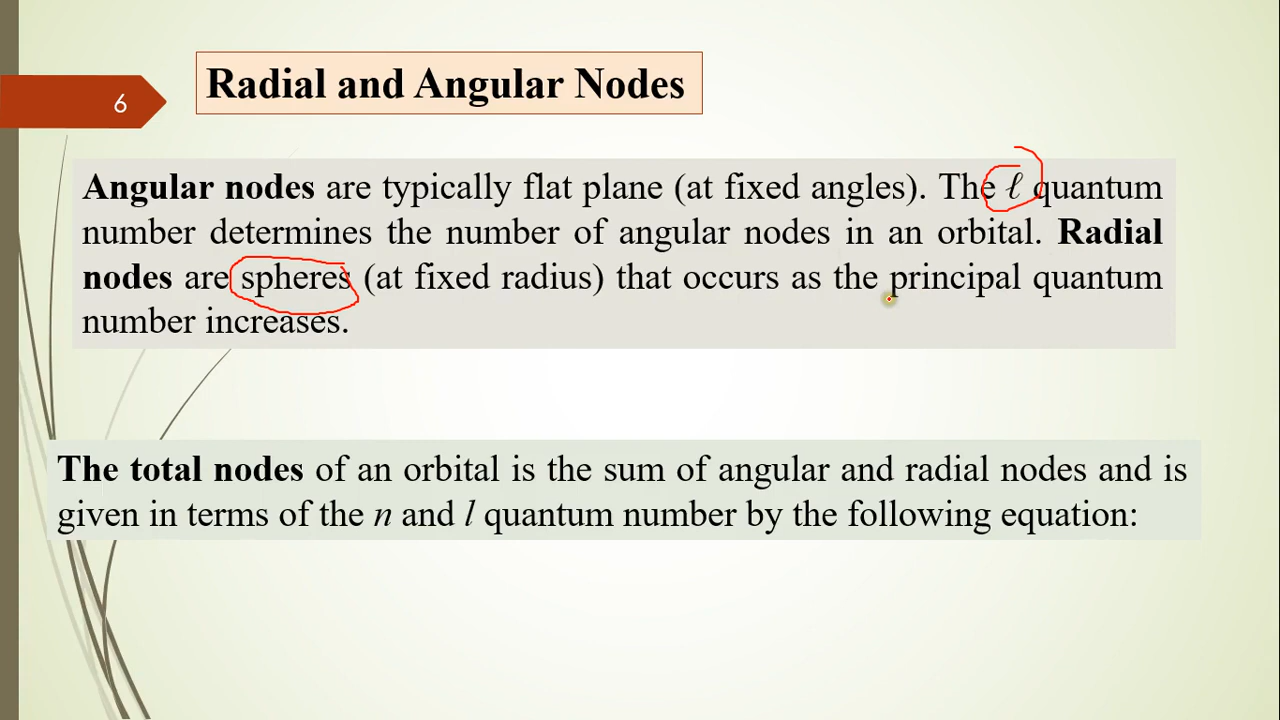 6
Radial and Angular Nodes
Angular nodes are typically flat plane (at fixed angles). The ℓ quantum
number determines the number of angular nodes in an orbital. Radial
nodes are spheres (at fixed radius) that occurs as the principal quantum
number increases.
The total nodes of an orbital is the sum of angular and radial nodes and is
given in terms of the n and l quantum number by the following equation: